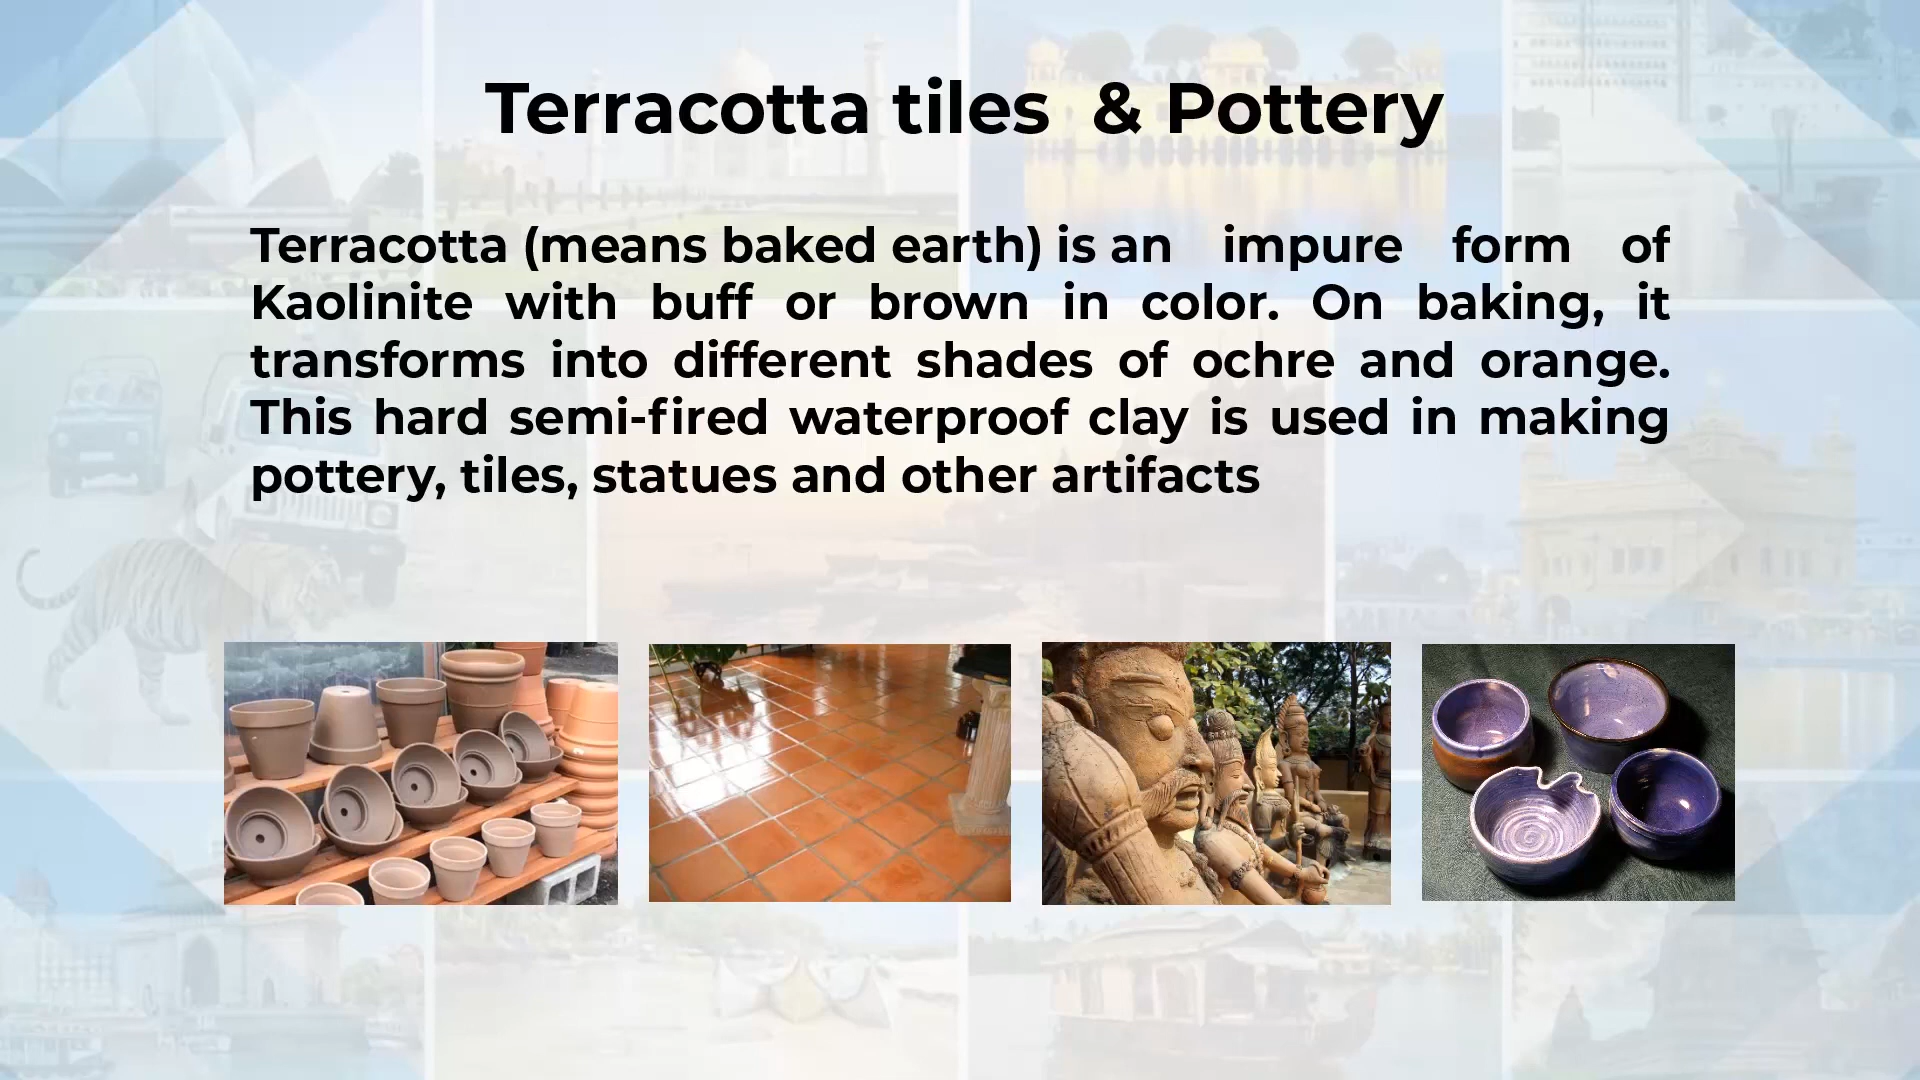 Terracotta tiles & Pottery
Terracotta (means baked earth) is an impure form of
Kaolinite with buff or brown in color. On baking, it
transforms into different shades of ochre and orange.
This hard semi-fired waterproof clay is used in making
pottery, tiles, statues and other artifacts